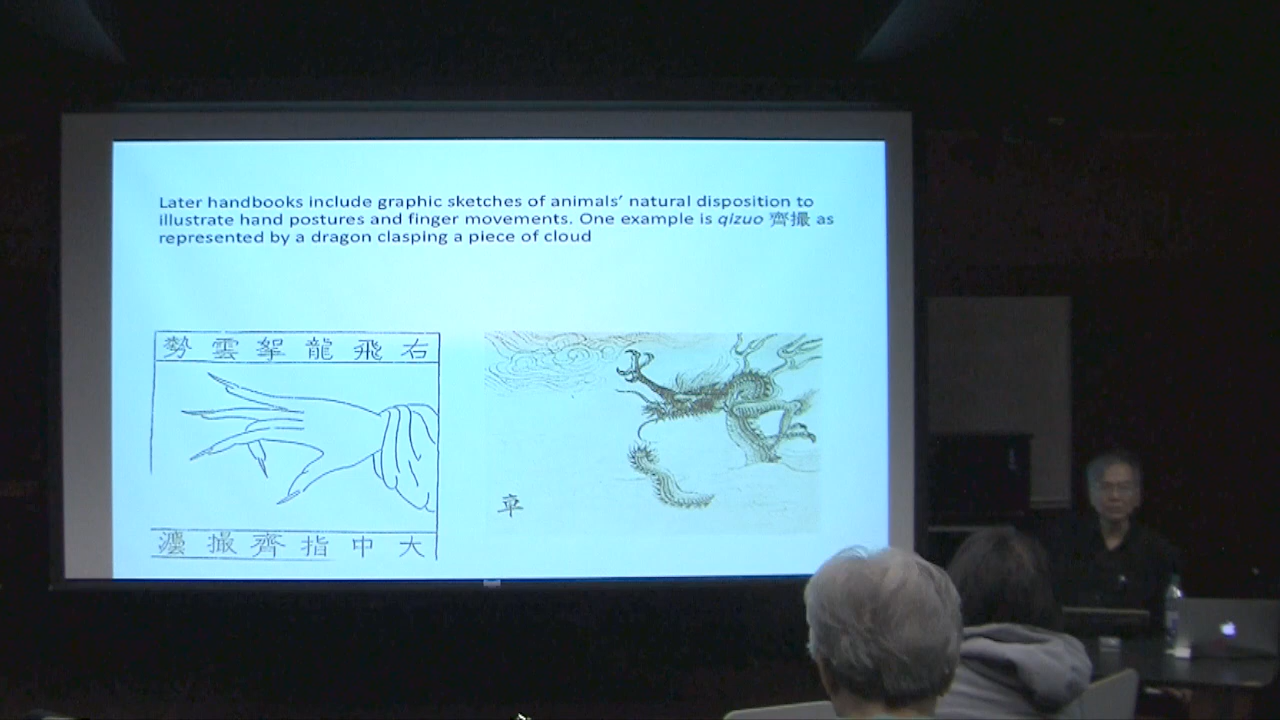 Later handbooks include graphic sketches of animals’ natural disposition to
illustrate hand postures and finger movements. One example is qizuo 齊撮 as
represented by a dragon clasping a piece of cloud
右飛龍拏雲勢
大中指齊撮灋